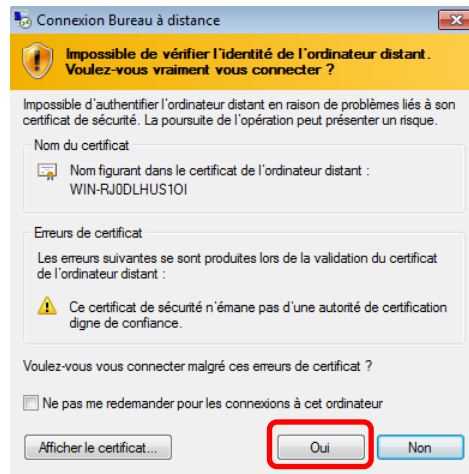 Connexion Bureau à distance
Impossible de vérifier l'identité de l'ordinateur distant.
Voulez-vous vraiment vous connecter ?
Impossible d'authentifier l'ordinateur distant en raison de problèmes liés à son
certificat de sécurité. La poursuite de l'opération peut présenter un risque.
Nom du certificat
Nom figurant dans le certificat de l'ordinateur distant :
WIN-RJ0DLHUS1OI
Erreurs de certificat
Les erreurs suivantes se sont produites lors de la validation du certificat
de l'ordinateur distant :
Ce certificat de sécurité n'émane pas d'une autorité de certification
digne de confiance.
Voulez-vous vous connecter malgré ces erreurs de certificat ?
Ne pas me redemander pour les connexions à cet ordinateur
Afficher le certificat... Oui Non